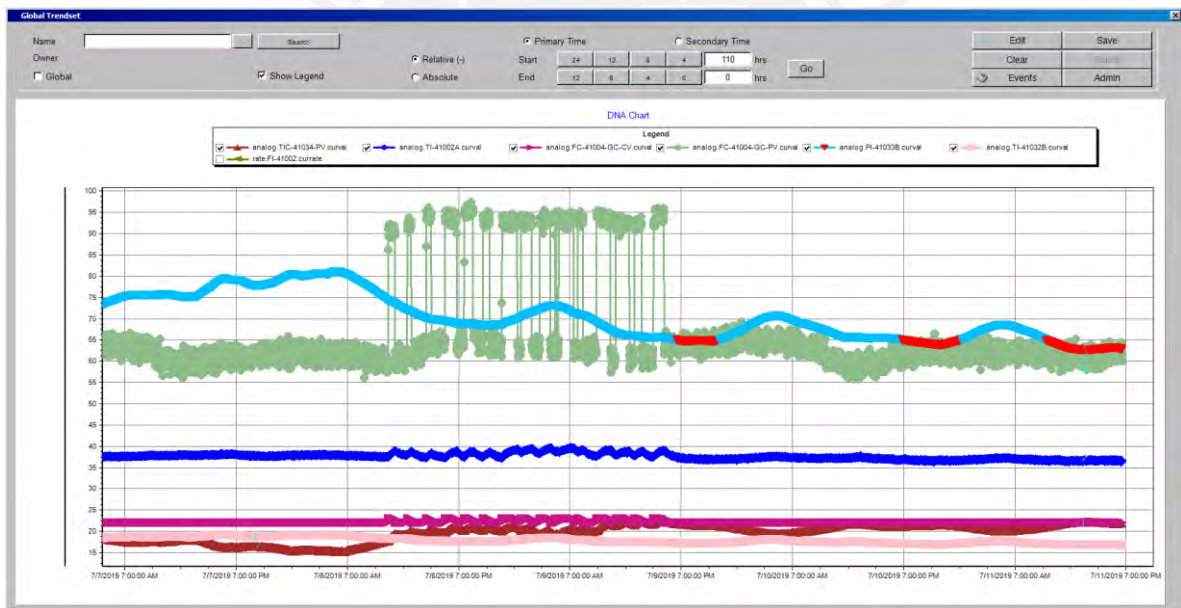 Global Trendset
Name ... Search Primary Time Secondary Time Edit Save
Owner Relative (-) Start 24 12 8 4 110 hrs Go Clear
Global Show Legend Absolute End 12 8 4 0 0 hrs Events Admin
DNA Chart
Legend
analog.TIC-41034-PV.curval analog.TI-41002A.curval analog.FC-41004-GC-CV.curval analog.FC-41004-GC-PV.curval analog.PI-41033B.curval analog.TI-41032B.curval
rate.FI-41002.currate
100
95
90
85
80
75
70
65
60
55
50
45
40
35
30
25
20
15
7/7/2019 7:00:00 AM 7/7/2019 7:00:00 PM 7/8/2019 7:00:00 AM 7/8/2019 7:00:00 PM 7/9/2019 7:00:00 AM 7/9/2019 7:00:00 PM 7/10/2019 7:00:00 AM 7/10/2019 7:00:00 PM 7/11/2019 7:00:00 AM 7/11/2019 7:00:00 PM